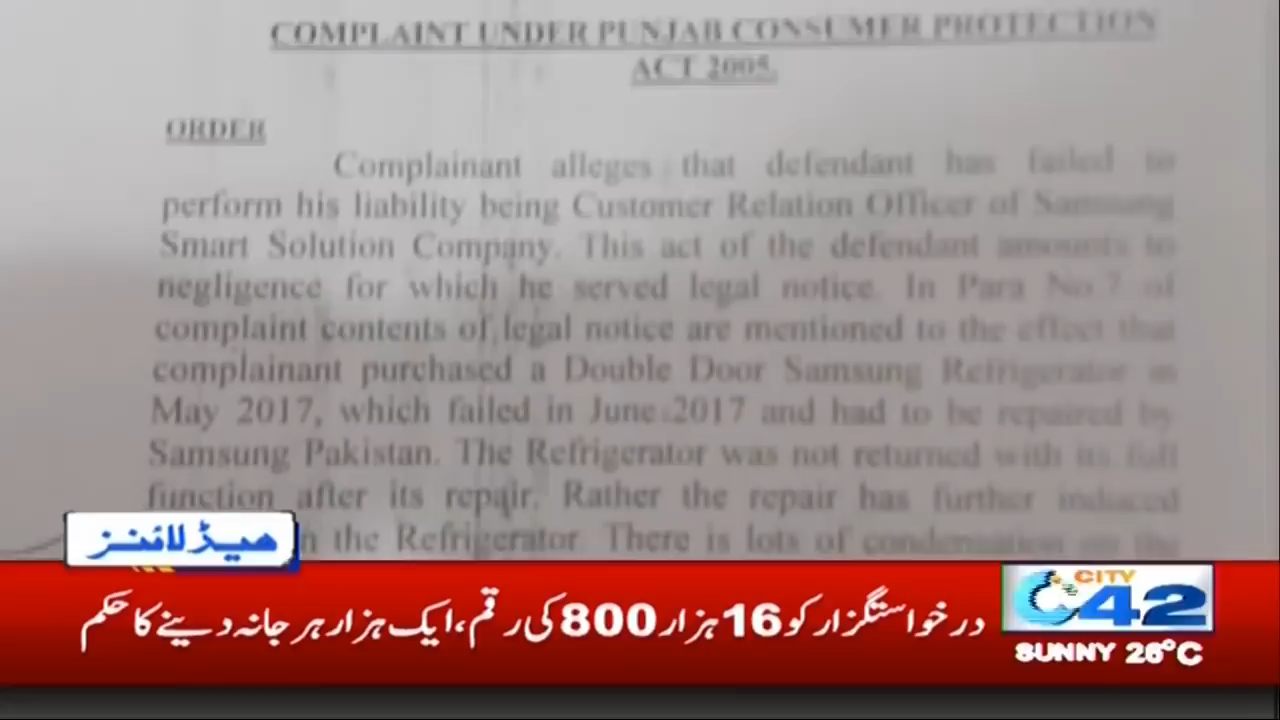 COMPLAINT UNDER PUNJAB CONSUMER PROTECTION
ACT 2005.
ORDER
Complainant alleges that defendant has failed to
perform his liability being Customer Relation Officer of Samsung
Smart Solution Company. This act of the defendant amounts to
negligence for which he served legal notice. In Para No.7 of
complaint contents of legal notice are mentioned to the effect that
complainant purchased a Double Door Samsung Refrigerator in
May 2017, which failed in June 2017 and had to be repaired by
Samsung Pakistan. The Refrigerator was not returned with its full
function after its repair. Rather the repair has further induced
in the Refrigerator. There is lots of condensation on the
ہیڈ لائنز
درخواستگزار کو 16 ہزار 800 کی رقم، ایک ہزار ہرجانہ دینے کا حکم
CITY
42
SUNNY 26°C